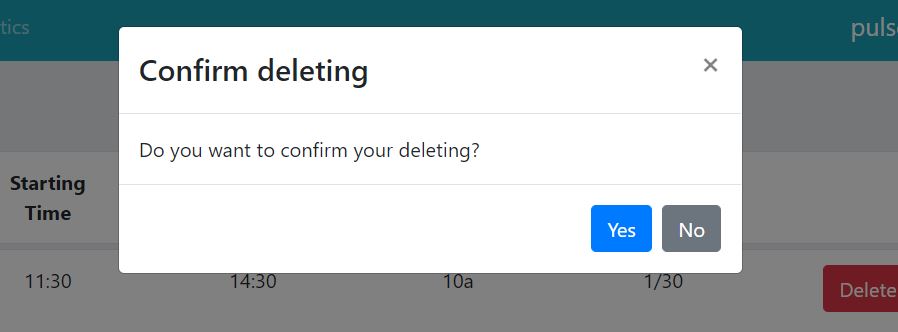 tics
puls
Confirm deleting
×
Do you want to confirm your deleting?
Yes No
Starting
Time
11:30 14:30 10a 1/30 Delete